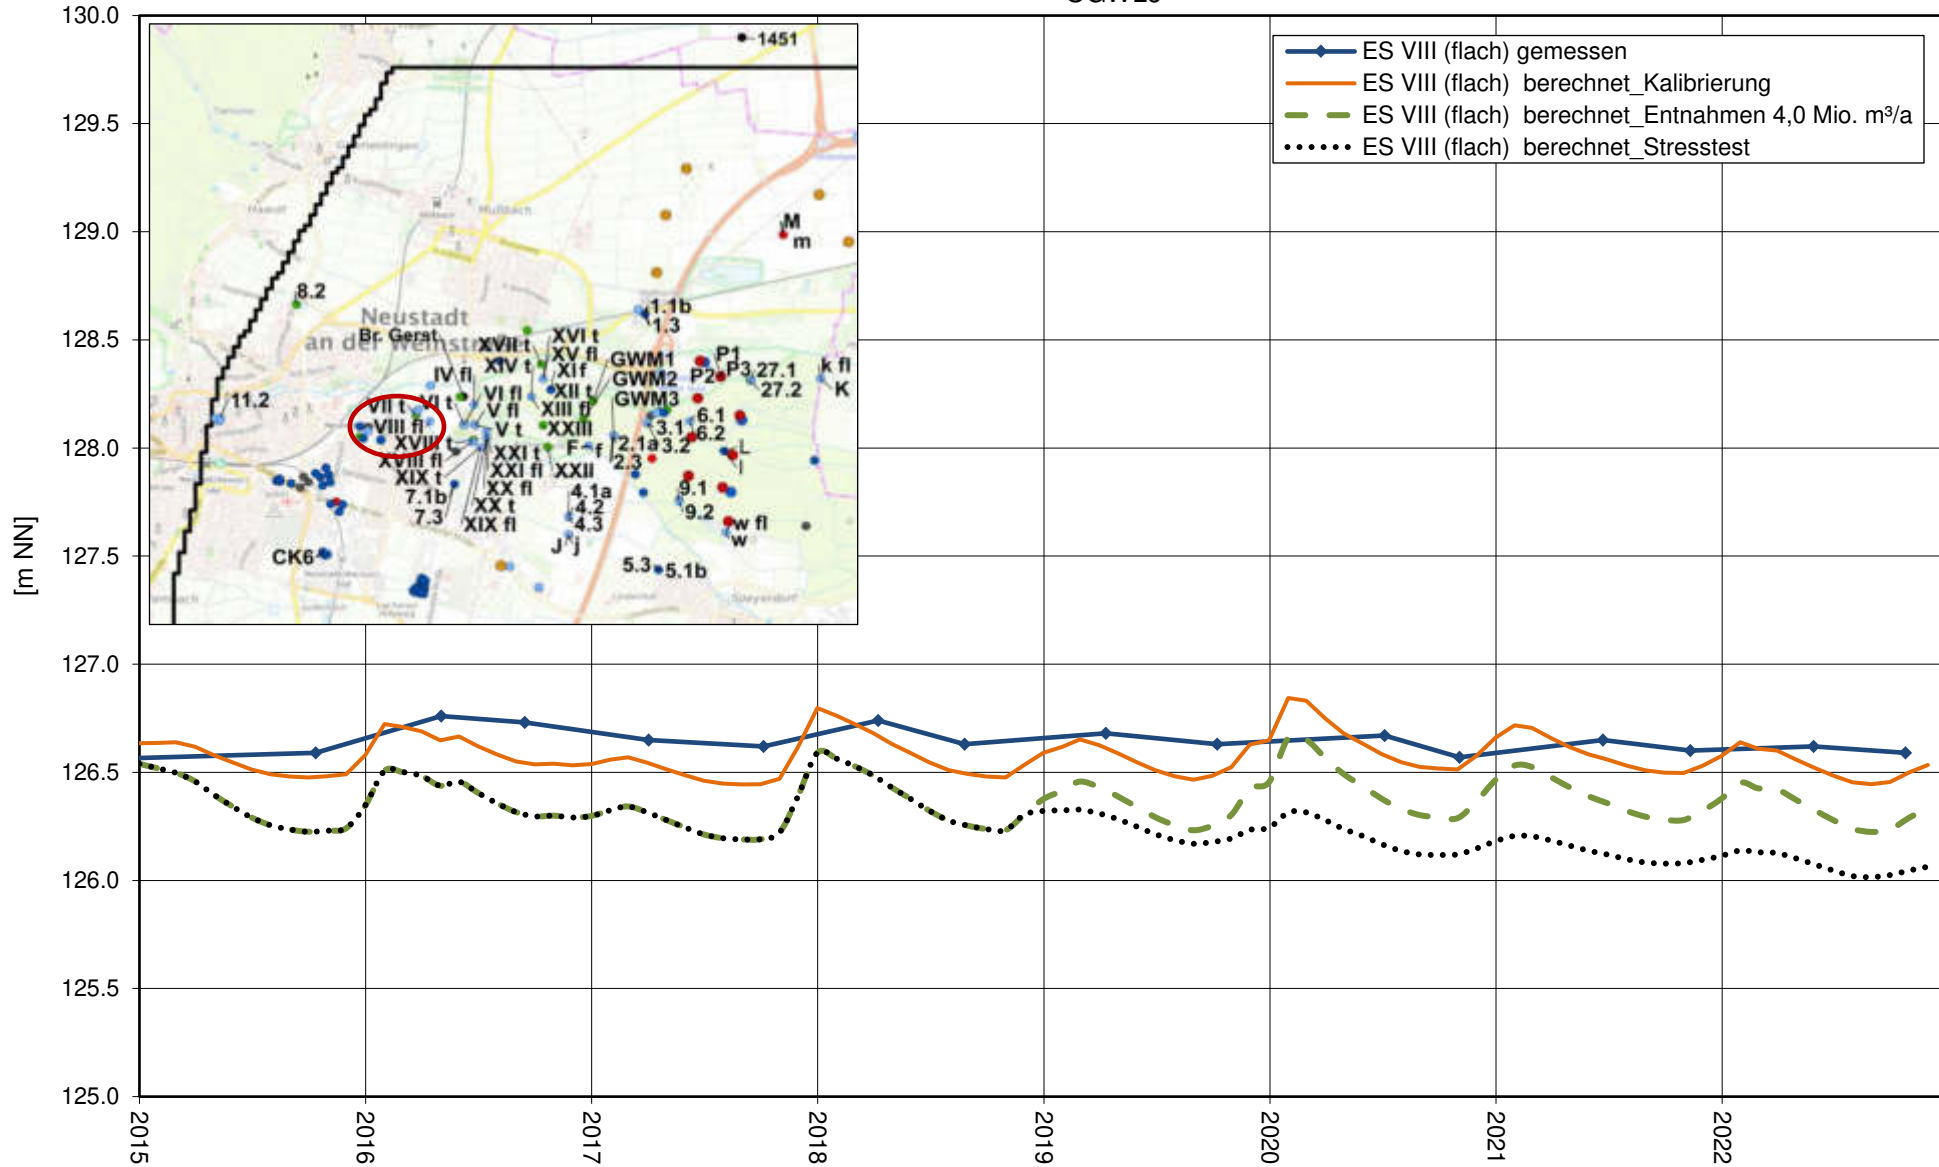 130.0
129.5
129.0
128.5
128.0
127.5
127.0
126.5
126.0
125.5
125.0
[m NN]
2015
2016
2017
2018
2019
2020
2021
2022
ES VIII (flach) gemessen
ES VIII (flach) berechnet_Kalibrierung
ES VIII (flach) berechnet_Entnahmen 4,0 Mio. m³/a
ES VIII (flach) berechnet_Stresstest
1451
M
m
8.2
Neustadt
an der Weinstraße
Br. Gerst
1.1b
1.3
XVII t
XVI t
XV fl
XIV t
XI f
XII t
XIII fl
XXIII
GWM1
GWM2
GWM3
P1
P2
P3
27.1
27.2
k fl
K
11.2
IV fl
VI fl
V fl
V t
VII t
VI t
VIII fl
XVIII t
XVIII fl
XIX t
XXI t
XXI fl
XXII
XX fl
XX t
XIX fl
F
f
2.1a
2.3
3.1
3.2
6.1
6.2
L
l
7.1b
7.3
4.1a
4.2
4.3
J
j
9.1
9.2
w fl
w
CK6
5.3
5.1b
Mußbach
Haardt
Speyerdorf